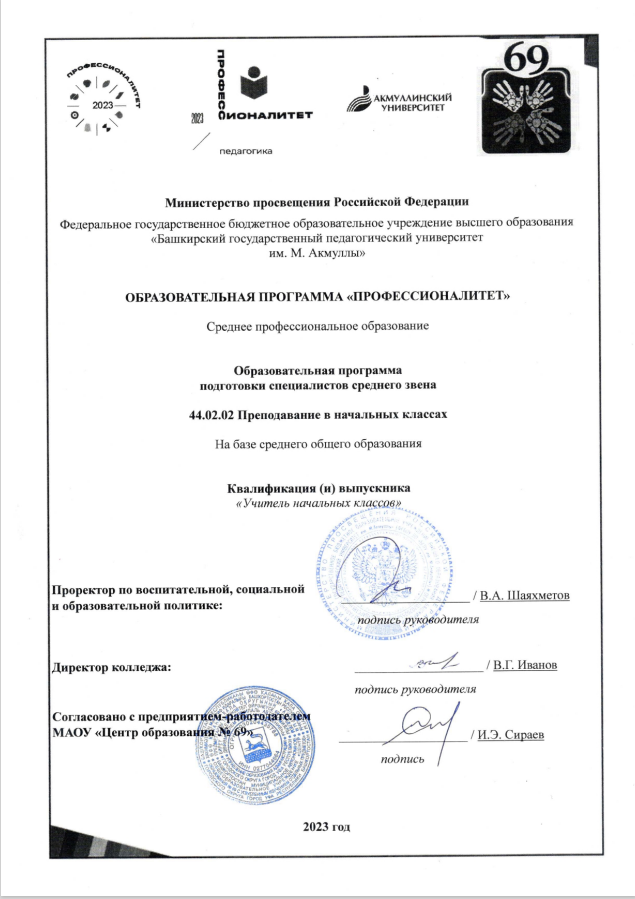 ПРОФЕССИОНАЛИТЕТ
2023
ПРОФЕС
2023
СИОНАЛИТЕТ
педагогика
АКМУЛЛИНСКИЙ
УНИВЕРСИТЕТ
69
Министерство просвещения Российской Федерации
Федеральное государственное бюджетное образовательное учреждение высшего образования
«Башкирский государственный педагогический университет
им. М. Акмуллы»
ОБРАЗОВАТЕЛЬНАЯ ПРОГРАММА «ПРОФЕССИОНАЛИТЕТ»
Среднее профессиональное образование
Образовательная программа
подготовки специалистов среднего звена
44.02.02 Преподавание в начальных классах
На базе среднего общего образования
Квалификация (и) выпускника
«Учитель начальных классов»
Проректор по воспитательной, социальной
и образовательной политике:
/ В.А. Шаяхметов
подпись руководителя
Директор колледжа:
/ В.Г. Иванов
подпись руководителя
Согласовано с предприятием-работодателем
МАОУ «Центр образования № 69»
/ И.Э. Сираев
подпись
2023 год